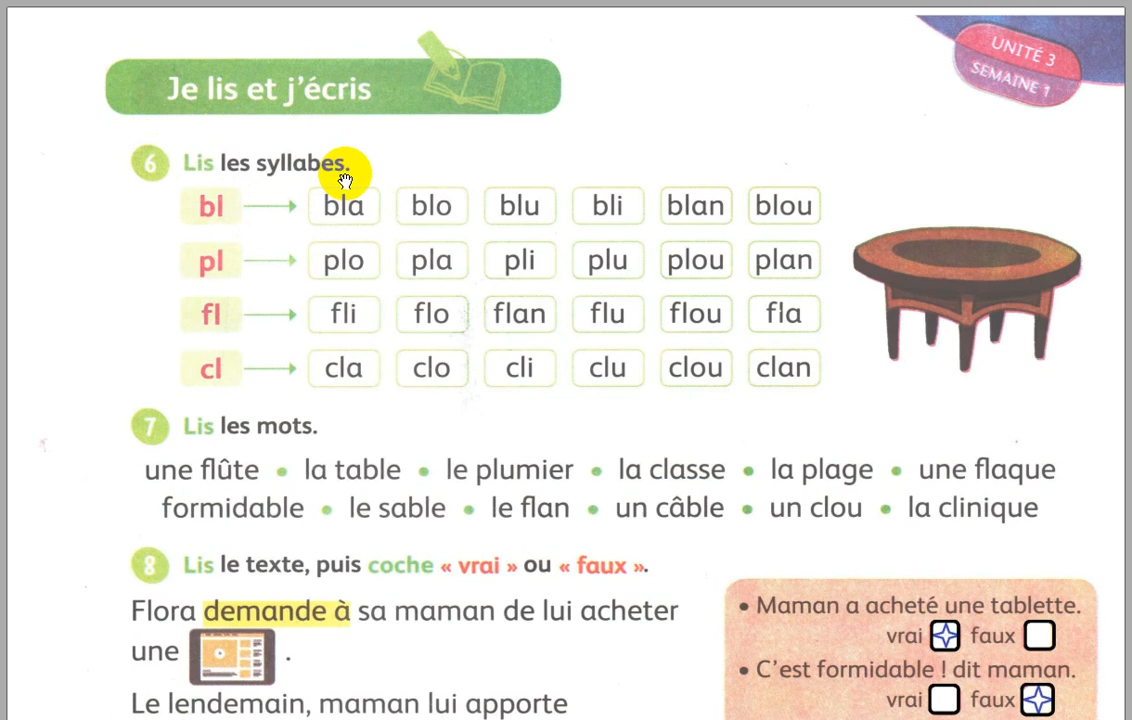 UNITÉ 3
SEMAINE 1
Je lis et j'écris
6 Lis les syllabes.
bl bla blo blu bli blan blou
pl plo pla pli plu plou plan
fl fli flo flan flu flou fla
cl cla clo cli clu clou clan
7 Lis les mots.
une flûte • la table • le plumier • la classe • la plage • une flaque
formidable • le sable • le flan • un câble • un clou • la clinique
8 Lis le texte, puis coche « vrai » ou « faux ».
Flora demande à sa maman de lui acheter
une .
Le lendemain, maman lui apporte
• Maman a acheté une tablette.
vrai faux
• C'est formidable ! dit maman.
vrai faux